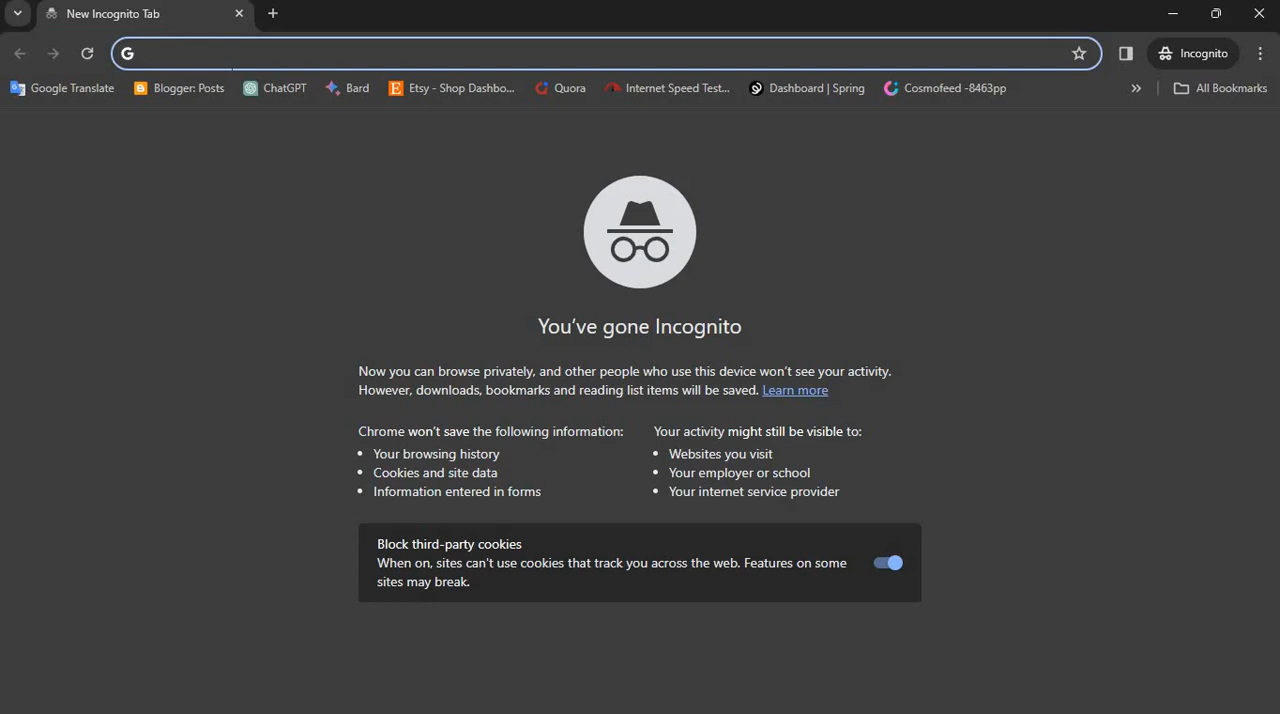 New Incognito Tab
G
Incognito
Google Translate Blogger: Posts ChatGPT Bard Etsy - Shop Dashbo... Quora Internet Speed Test... Dashboard | Spring Cosmofeed -8463pp All Bookmarks
You've gone Incognito
Now you can browse privately, and other people who use this device won't see your activity.
However, downloads, bookmarks and reading list items will be saved. Learn more
Chrome won't save the following information:
• Your browsing history
• Cookies and site data
• Information entered in forms
Your activity might still be visible to:
• Websites you visit
• Your employer or school
• Your internet service provider
Block third-party cookies
When on, sites can't use cookies that track you across the web. Features on some
sites may break.